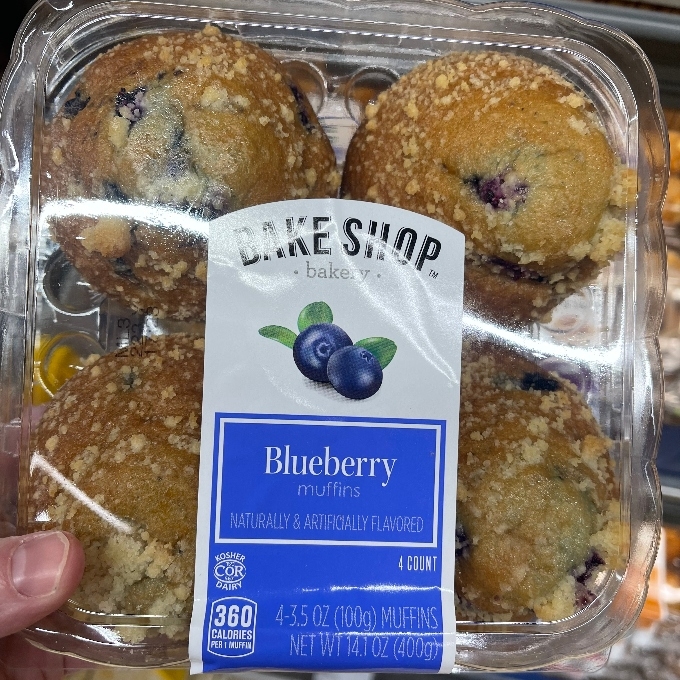 BAKE SHOP™
• bakery •
Blueberry
muffins
NATURALLY & ARTIFICIALLY FLAVORED
4 COUNT
KOSHER
COR
DAIRY
360
CALORIES
PER 1 MUFFIN
4-3.5 OZ (100g) MUFFINS
NET WT 14.1 OZ (400g)